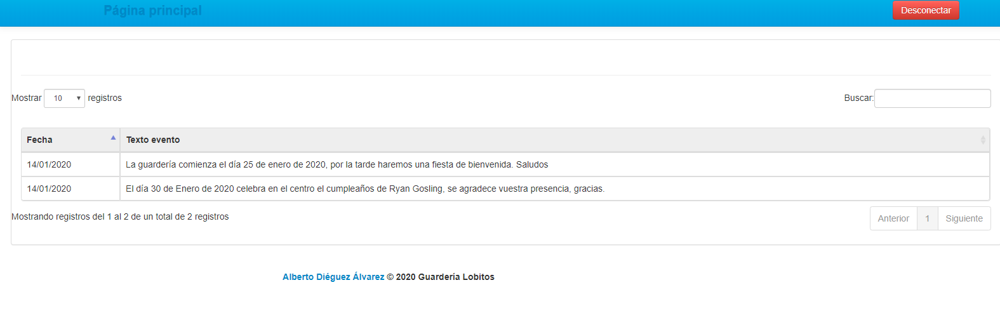 Página principal Desconectar
Mostrar 10 registros Buscar:
Fecha Texto evento
14/01/2020 La guardería comienza el día 25 de enero de 2020, por la tarde haremos una fiesta de bienvenida. Saludos
14/01/2020 El día 30 de Enero de 2020 celebra en el centro el cumpleaños de Ryan Gosling, se agradece vuestra presencia, gracias.
Mostrando registros del 1 al 2 de un total de 2 registros Anterior 1 Siguiente
Alberto Diéguez Álvarez © 2020 Guardería Lobitos